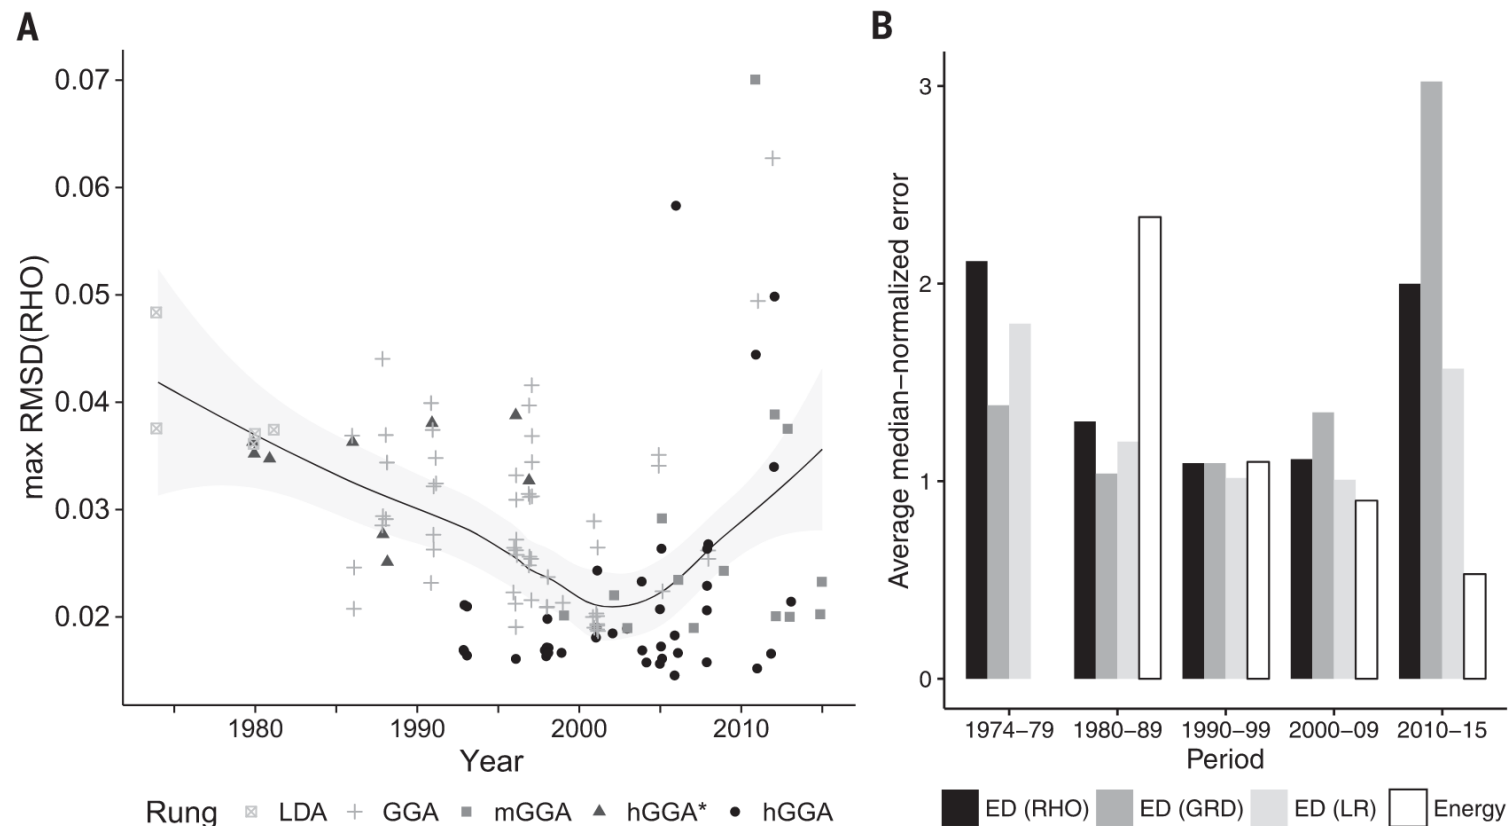 A
max RMSD(RHO)
0.07
0.06
0.05
0.04
0.03
0.02
1980 1990 2000 2010
Year
Rung LDA GGA mGGA hGGA* hGGA
B
Average median-normalized error
3
2
1
0
1974-79 1980-89 1990-99 2000-09 2010-15
Period
ED (RHO) ED (GRD) ED (LR) Energy